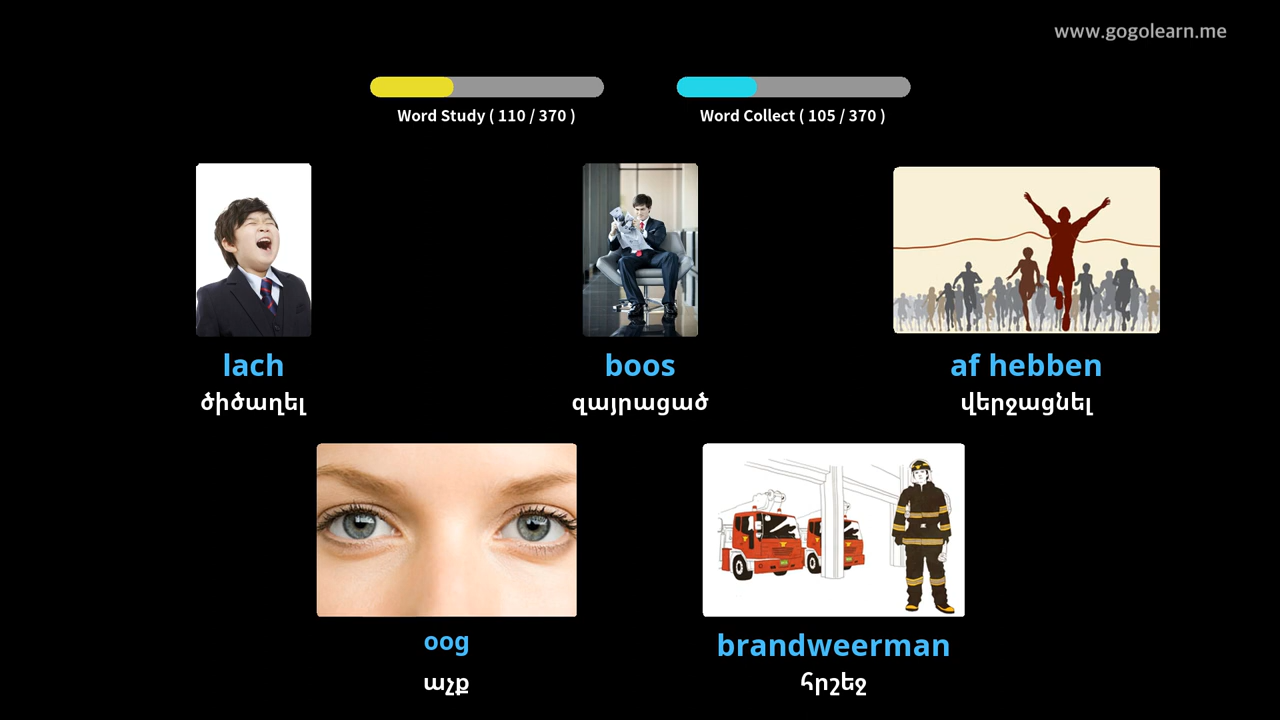 www.gogolearn.me
Word Study ( 110 / 370 )
Word Collect ( 105 / 370 )
lach
ծիծաղել
boos
զայրացած
af hebben
վերջացնել
oog
աչք
brandweerman
հրշեջ